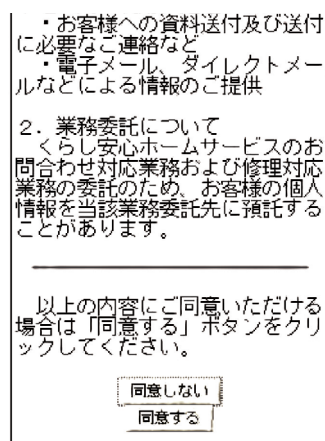 ・お客様への資料送付及び送付
に必要なご連絡など
・電子メール、ダイレクトメー
ルなどによる情報のご提供
２．業務委託について
くらし安心ホームサービスのお
問合わせ対応業務および修理対応
業務の委託のため、お客様の個人
情報を当該業務委託先に預託する
ことがあります。
以上の内容にご同意いただける
場合は「同意する」ボタンをクリ
ックしてください。
同意しない
同意する